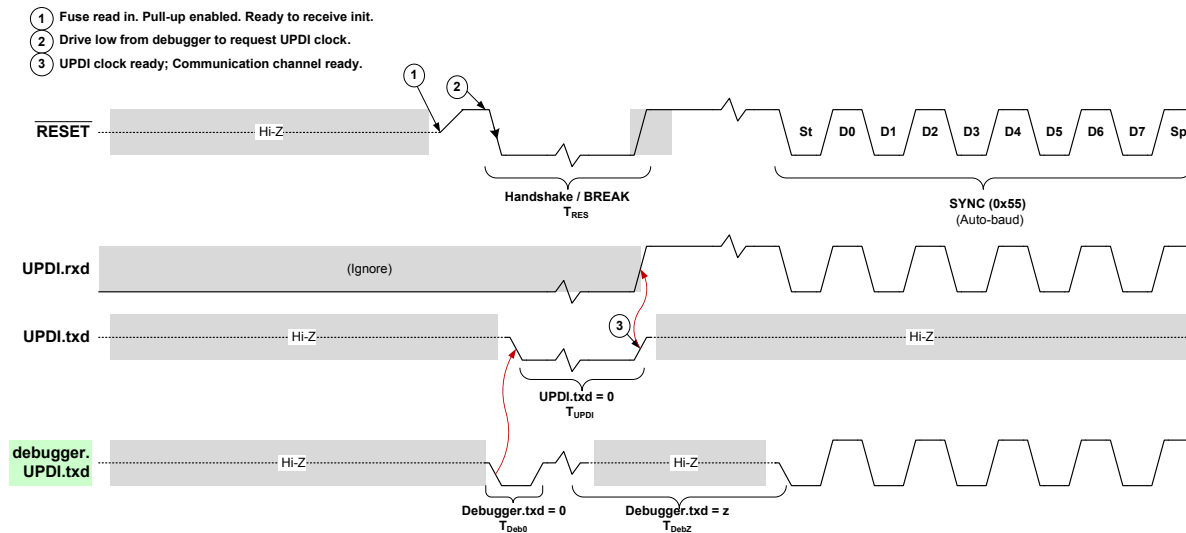 1 Fuse read in. Pull-up enabled. Ready to receive init.
2 Drive low from debugger to request UPDI clock.
3 UPDI clock ready; Communication channel ready.
1
2
RESET
Hi-Z
St D0 D1 D2 D3 D4 D5 D6 D7 Sp
Handshake / BREAK
TRES
SYNC (0x55)
(Auto-baud)
UPDI.rxd
(Ignore)
UPDI.txd
Hi-Z
3
Hi-Z
UPDI.txd = 0
TUPDI
debugger.
UPDI.txd
Hi-Z
Hi-Z
Debugger.txd = 0
TDeb0
Debugger.txd = z
TDebZ